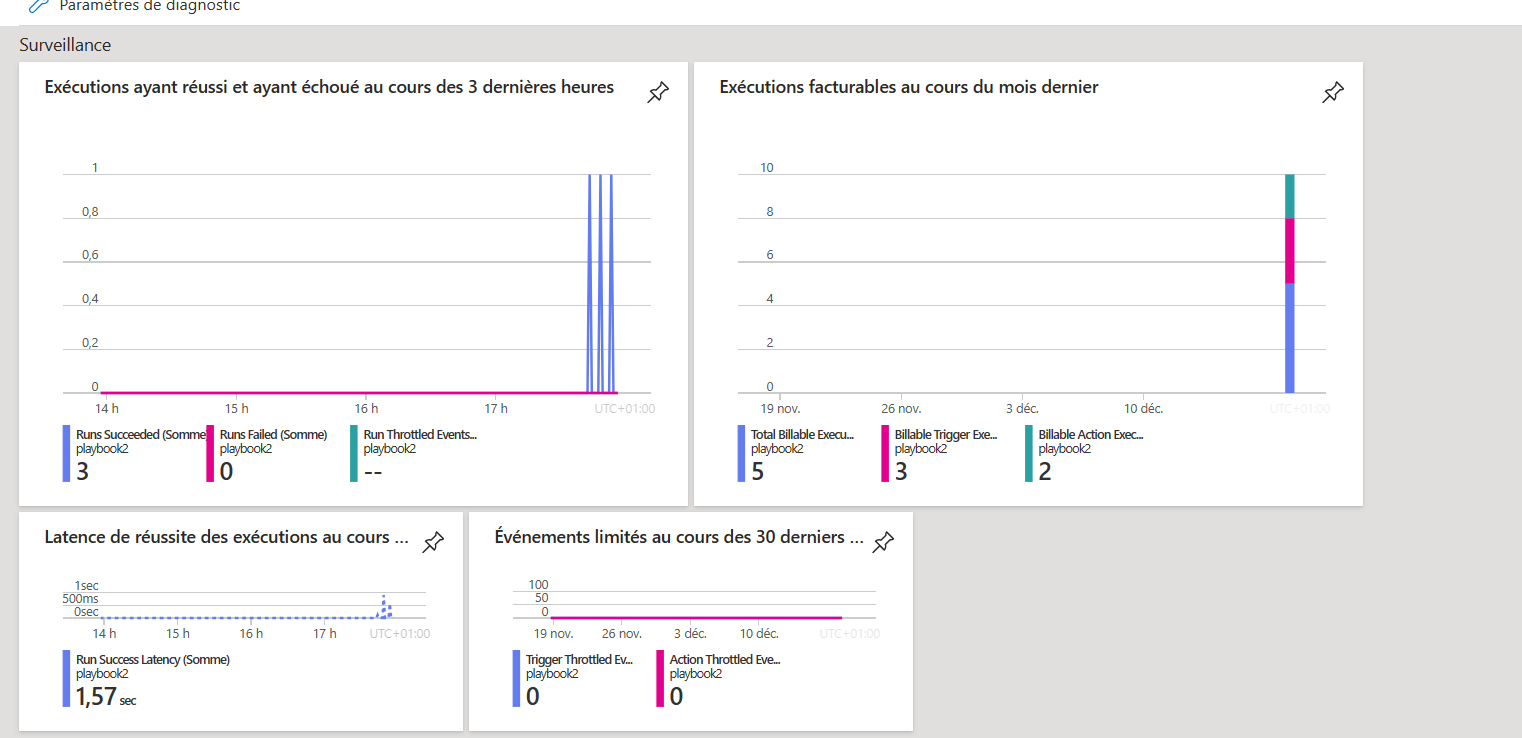 Paramètres de diagnostic
Surveillance
Exécutions ayant réussi et ayant échoué au cours des 3 dernières heures
1
0,8
0,6
0,4
0,2
0
14 h 15 h 16 h 17 h UTC+01:00
Runs Succeeded (Somme Runs Failed (Somme) Run Throttled Events...
playbook2 playbook2 playbook2
3 0 --
Exécutions facturables au cours du mois dernier
10
8
6
4
2
0
19 nov. 26 nov. 3 déc. 10 déc. UTC+01:00
Total Billable Execu... Billable Trigger Exe... Billable Action Exec...
playbook2 playbook2 playbook2
5 3 2
Latence de réussite des exécutions au cours ...
1sec
500ms
0sec
14 h 15 h 16 h 17 h UTC+01:00
Run Success Latency (Somme)
playbook2
1,57 sec
Événements limités au cours des 30 derniers ...
100
50
0
19 nov. 26 nov. 3 déc. 10 déc. UTC+01:00
Trigger Throttled Ev... Action Throttled Eve...
playbook2 playbook2
0 0